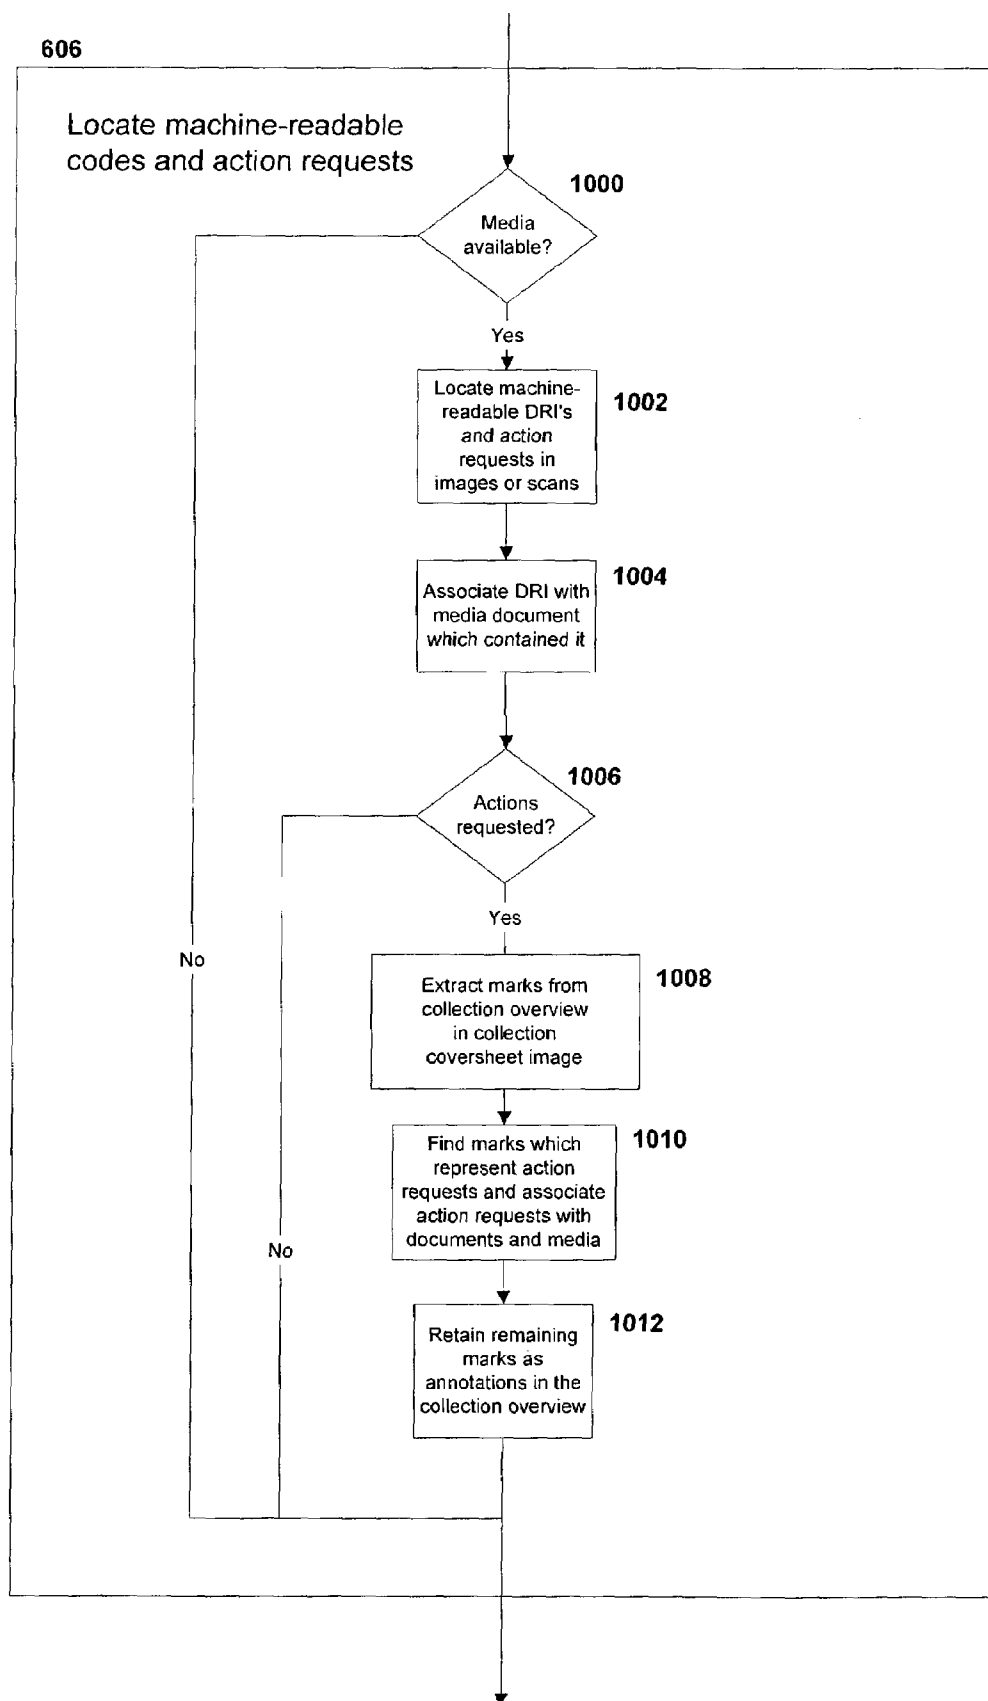 606
Locate machine-readable
codes and action requests
1000
Media
available?
Yes
Locate machine-
readable DRI's
and action
requests in
images or scans
1002
Associate DRI with
media document
which contained it
1004
1006
Actions
requested?
Yes
No
Extract marks from
collection overview
in collection
coversheet image
1008
Find marks which
represent action
requests and associate
action requests with
documents and media
1010
No
Retain remaining
marks as
annotations in the
collection overview
1012